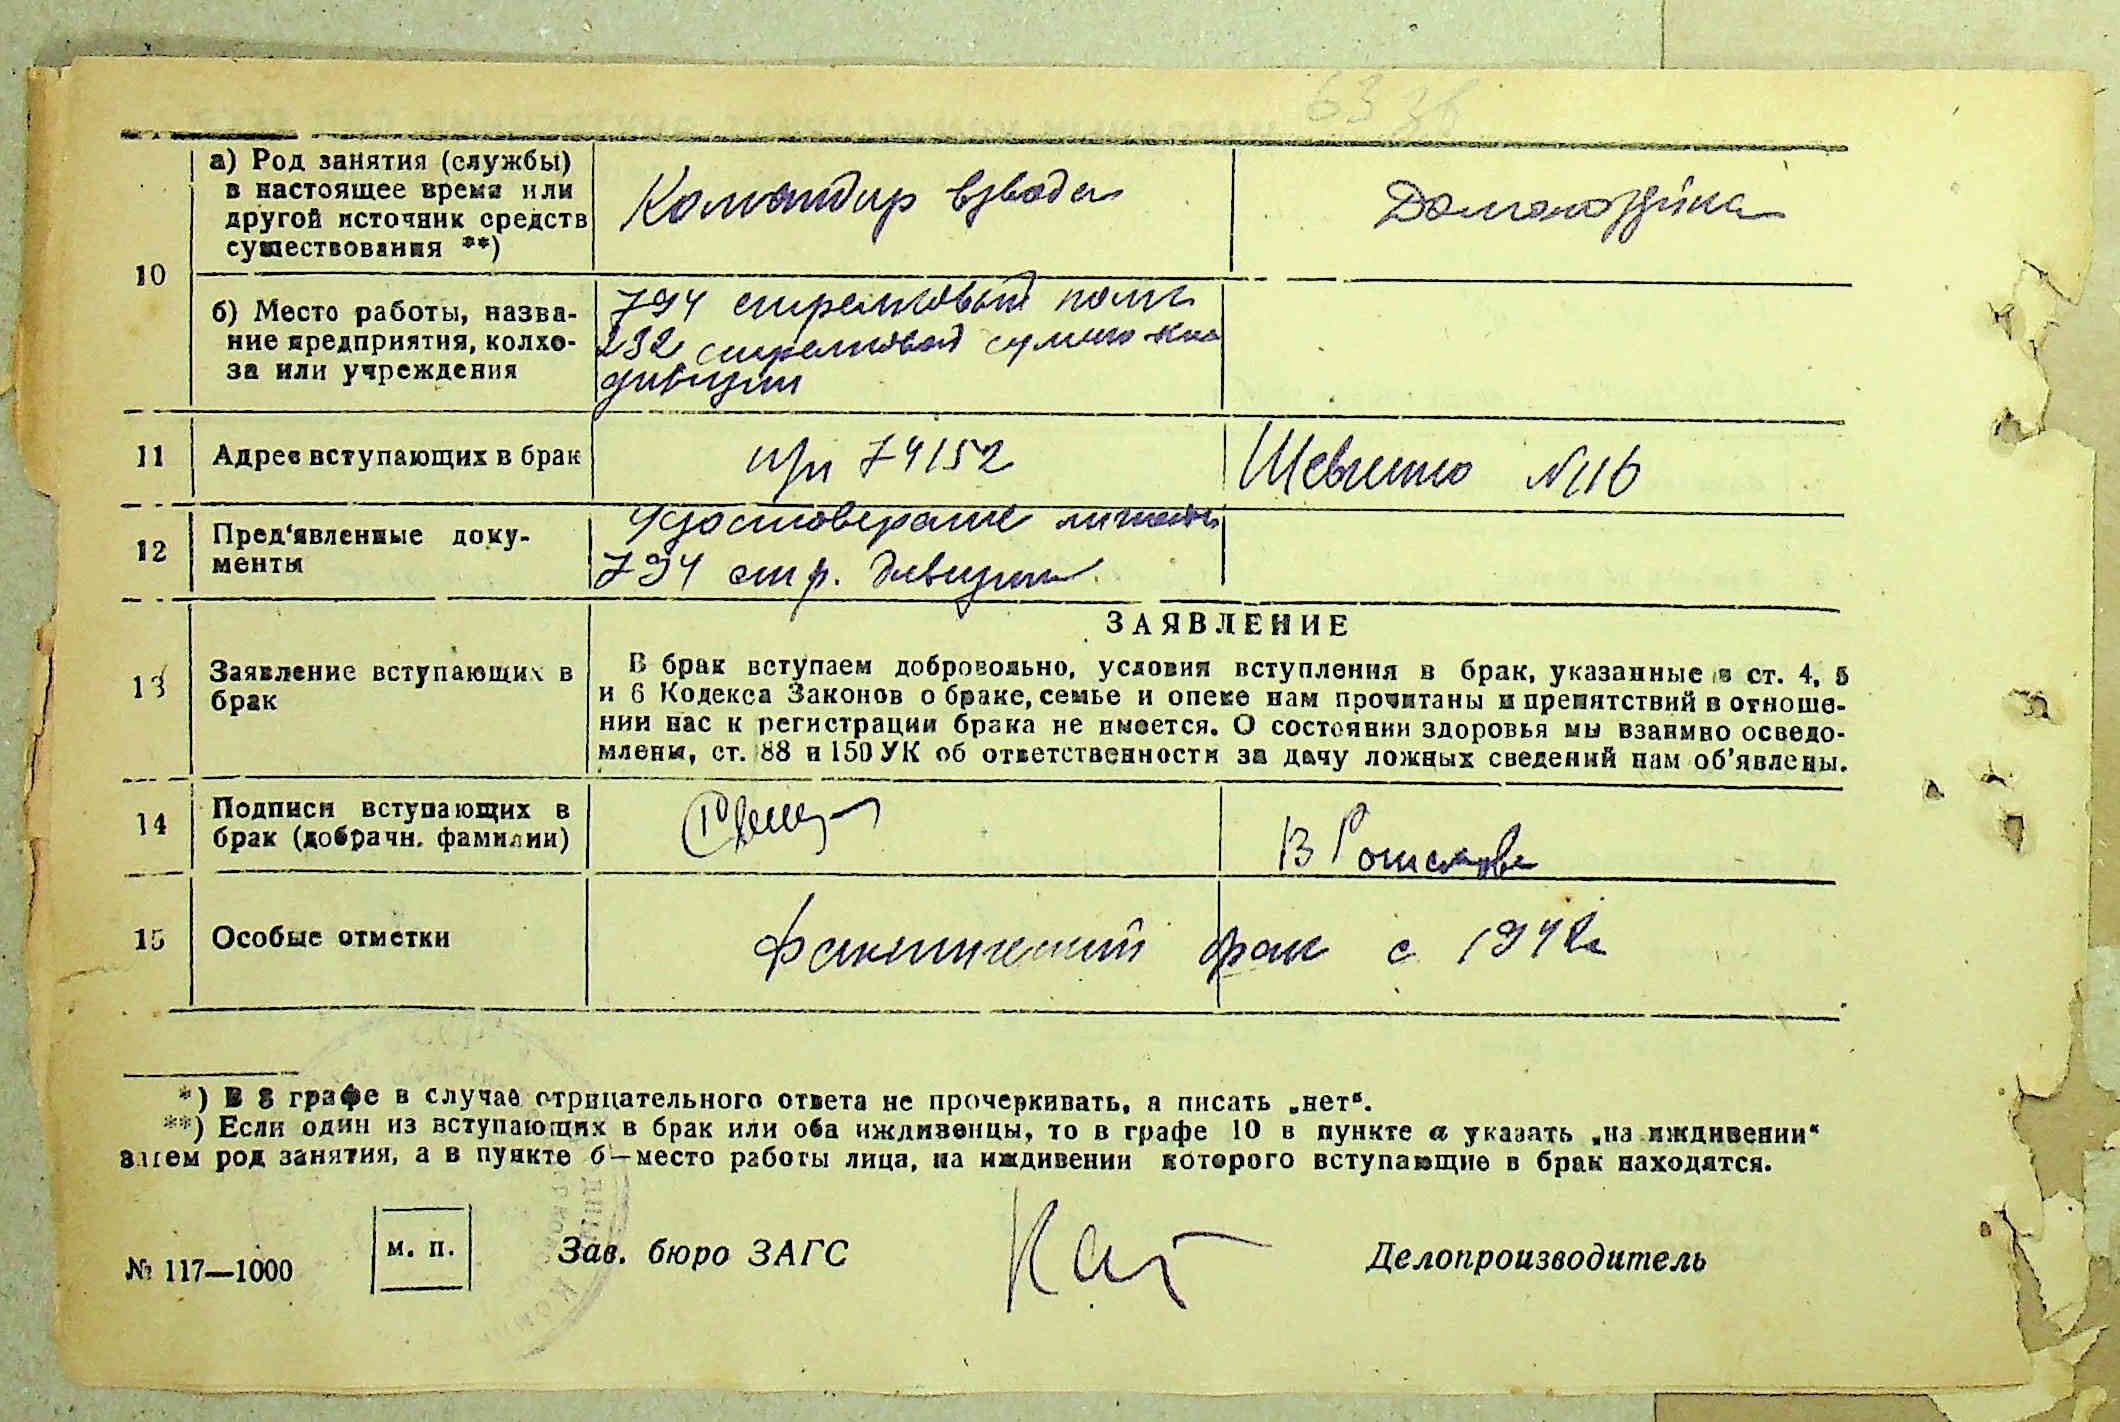 63 зв
10
а) Род занятия (службы)
в настоящее время или
другой источник средств
существования **)
Командир взвода
Домохозяйка
б) Место работы, назва-
ние предприятия, колхо-
за или учреждения
794 стрелковый полк
232 стрелковой сумско-кие
дивизии
11
Адрес вступающих в брак
п/п 74152
Шевченко №116
12
Пред‘явленные доку-
менты
Удостоверение личности
794 стр. дивизии
13
Заявление вступающих в
брак
ЗАЯВЛЕНИЕ
В брак вступаем добровольно, условия вступления в брак, указанные в ст. 4, 5
и 6 Кодекса Законов о браке, семье и опеке нам прочитаны и препятствий в отноше-
нии нас к регистрации брака не имеется. О состоянии здоровья мы взаимно осведо-
млены, ст. 88 и 150 УК об ответственности за дачу ложных сведений нам об’явлены.
14
Подписи вступающих в
брак (добрачн. фамилии)
В
15
Особые отметки
Фактический брак с 1942г
*) В 8 графе в случае отрицательного ответа не прочеркивать, а писать „нет“.
**) Если один из вступающих в брак или оба иждивенцы, то в графе 10 в пункте а указать „на иждивении“
затем род занятия, а в пункте б—место работы лица, на иждивении которого вступающие в брак находятся.
№ 117—1000
м. п.
Зав. бюро ЗАГС
Делопроизводитель